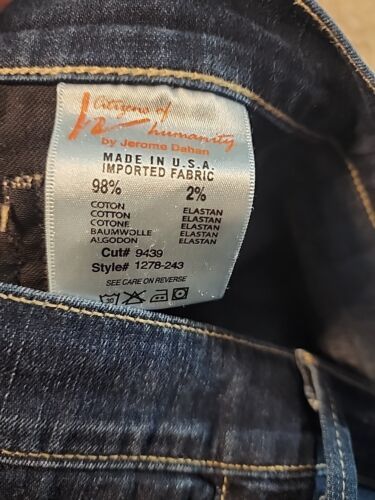 Citizens of
humanity
by Jerome Dahan
MADE IN U.S.A.
IMPORTED FABRIC
98% 2%
COTON ELASTAN
COTTON ELASTAN
COTONE ELASTAN
BAUMWOLLE ELASTAN
ALGODON ELASTAN
Cut# 9439
Style# 1278-243
SEE CARE ON REVERSE